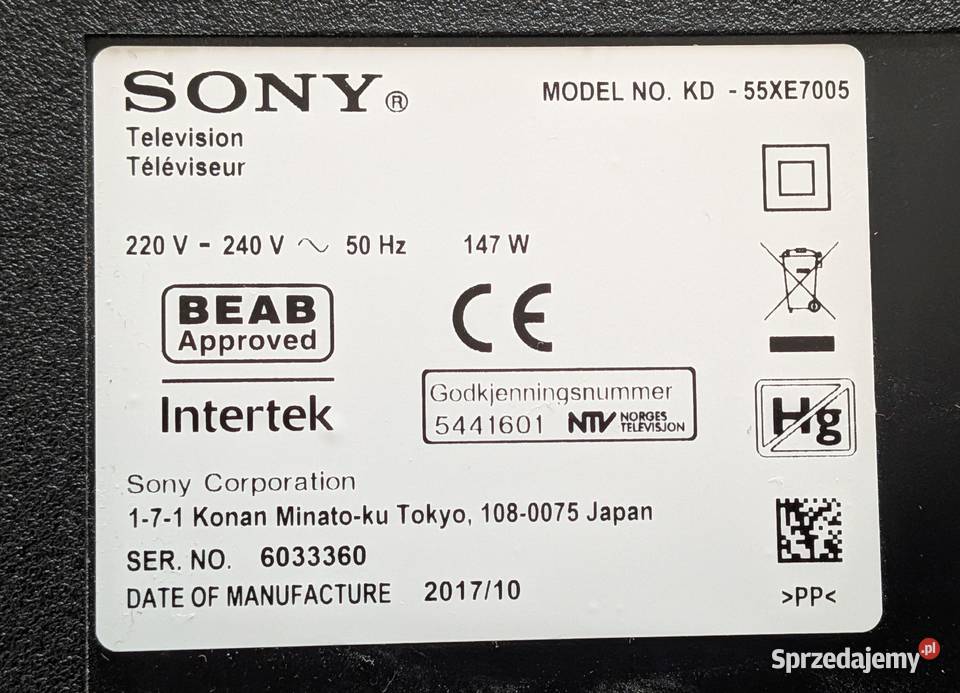 SONY®
MODEL NO. KD - 55XE7005
Television
Téléviseur
220 V - 240 V ~ 50 Hz 147 W
BEAB
Approved
CE
Intertek
Godkjenningsnummer
5441601 NTV NORGES
TELEVISJON
Hg
Sony Corporation
1-7-1 Konan Minato-ku Tokyo, 108-0075 Japan
SER. NO. 6033360
DATE OF MANUFACTURE 2017/10
>PP<
Sprzedajemy.pl